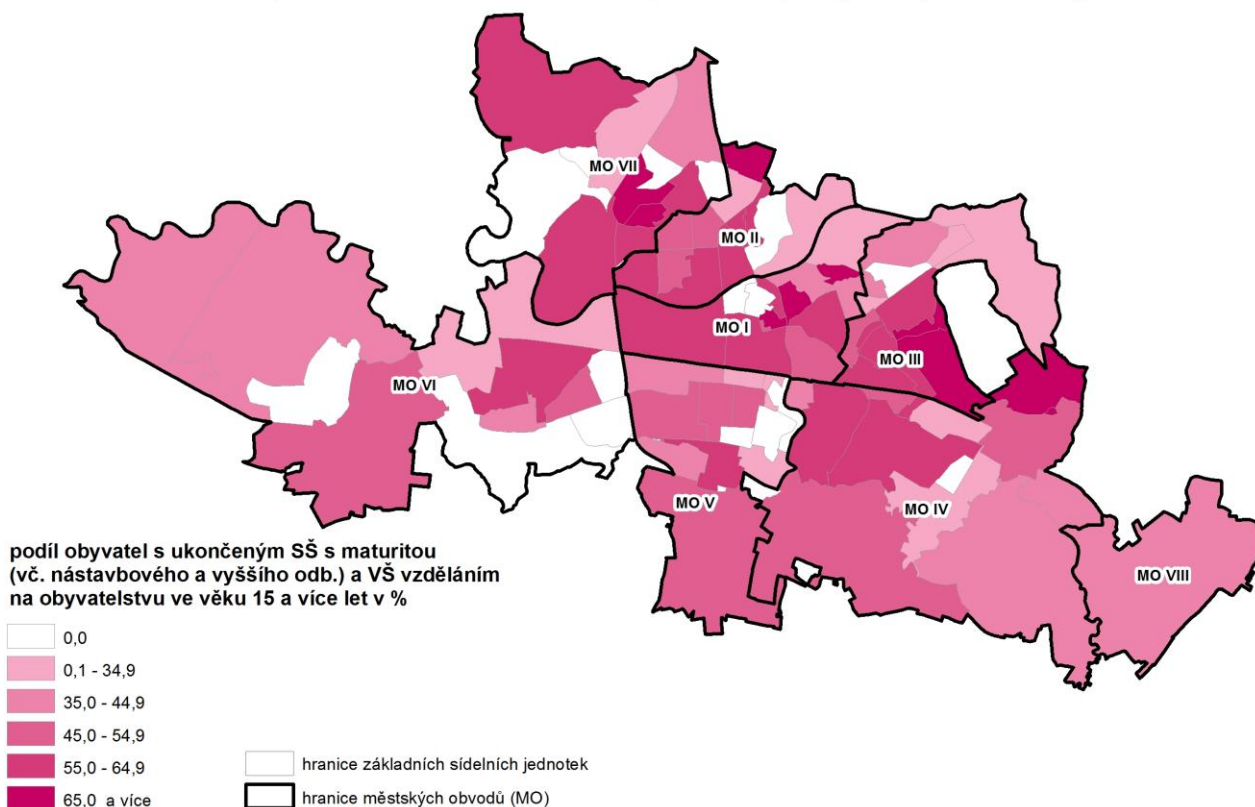 MO VII
MO II
MO I
MO III
MO VI
MO V
MO IV
MO VIII
podíl obyvatel s ukončeným SŠ s maturitou
(vč. nástavbového a vyššího odb.) a VŠ vzděláním
na obyvatelstvu ve věku 15 a více let v %
0,0
0,1 - 34,9
35,0 - 44,9
45,0 - 54,9
55,0 - 64,9
65,0 a více
hranice základních sídelních jednotek
hranice městských obvodů (MO)